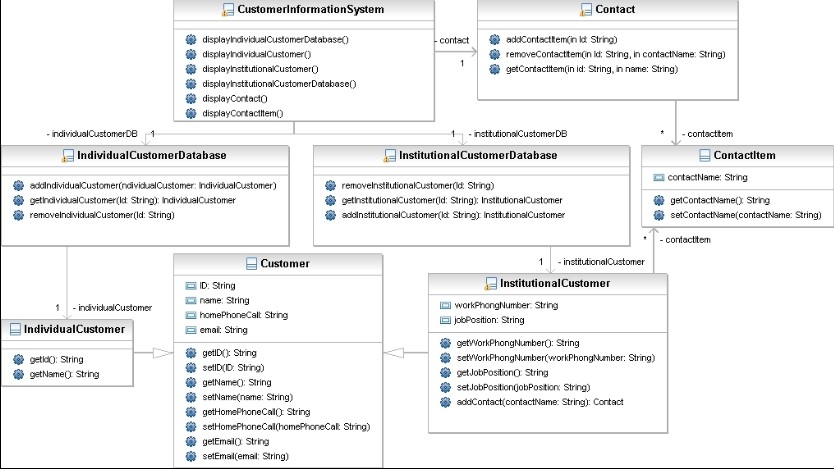 CustomerInformationSystem
displayIndividualCustomerDatabase()
displayIndividualCustomer()
displayInstitutionalCustomer()
displayInstitutionalCustomerDatabase()
displayContact()
displayContactItem()
- contact
1
Contact
addContactItem(in Id: String)
removeContactItem(in Id: String, in contactName: String)
getContactItem(in id: String, in name: String)
- individualCustomerDB
1
1
- institutionalCustomerDB
*
- contactItem
IndividualCustomerDatabase
addIndividualCustomer(ndividualCustomer: IndividualCustomer)
getIndividualCustomer(Id: String): IndividualCustomer
removeIndividualCustomer(Id: String)
InstitutionalCustomerDatabase
removeInstitutionalCustomer(Id: String)
getInstitutionalCustomer(Id: String): InstitutionalCustomer
addInstitutionalCustomer(Id: String): InstitutionalCustomer
ContactItem
contactName: String
getContactName(): String
setContactName(contactName: String)
*
- contactItem
1
- institutionalCustomer
1
- individualCustomer
IndividualCustomer
getId(): String
getName(): String
Customer
ID: String
name: String
homePhoneCall: String
email: String
getID(): String
setID(ID: String)
getName(): String
setName(name: String)
getHomePhoneCall(): String
setHomePhoneCall(homePhoneCall: String)
getEmail(): String
setEmail(email: String)
InstitutionalCustomer
workPhongNumber: String
jobPosition: String
getWorkPhongNumber(): String
setWorkPhongNumber(workPhongNumber: String)
getJobPosition(): String
setJobPosition(jobPosition: String)
addContact(contactName: String): Contact